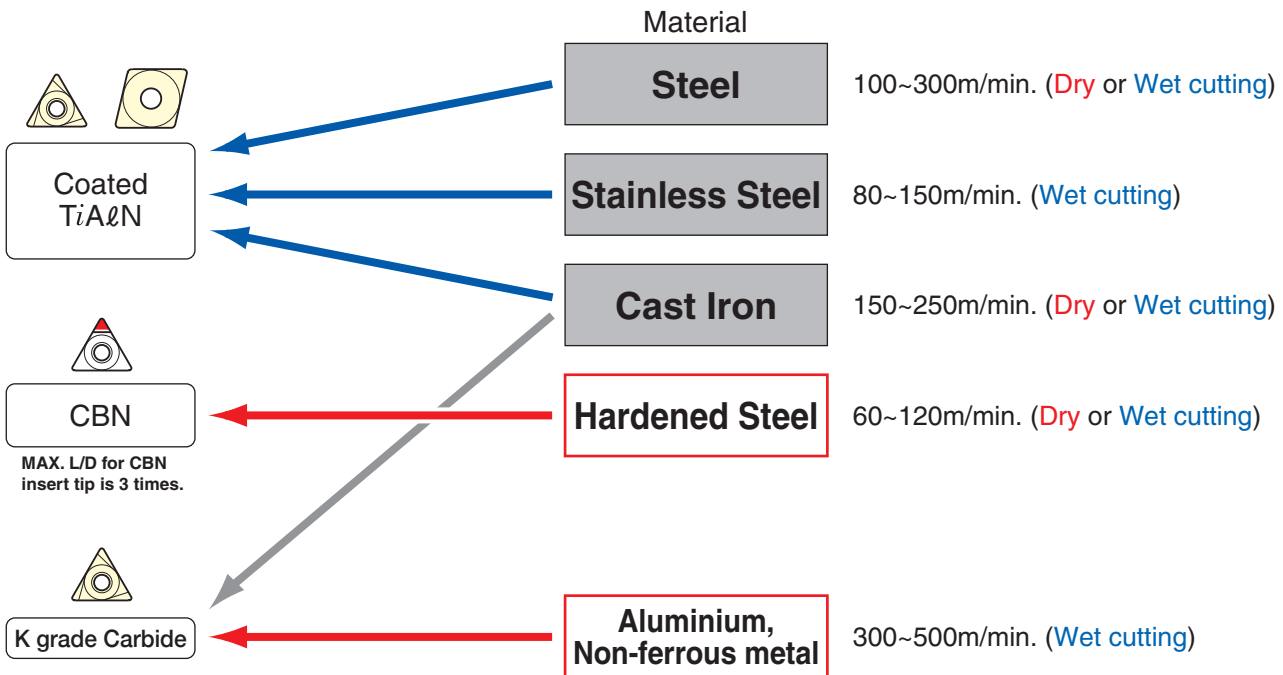 Material
Steel
100~300m/min. (Dry or Wet cutting)
Coated
TiAℓN
Stainless Steel
80~150m/min. (Wet cutting)
Cast Iron
150~250m/min. (Dry or Wet cutting)
CBN
MAX. L/D for CBN
insert tip is 3 times.
Hardened Steel
60~120m/min. (Dry or Wet cutting)
K grade Carbide
Aluminium,
Non-ferrous metal
300~500m/min. (Wet cutting)